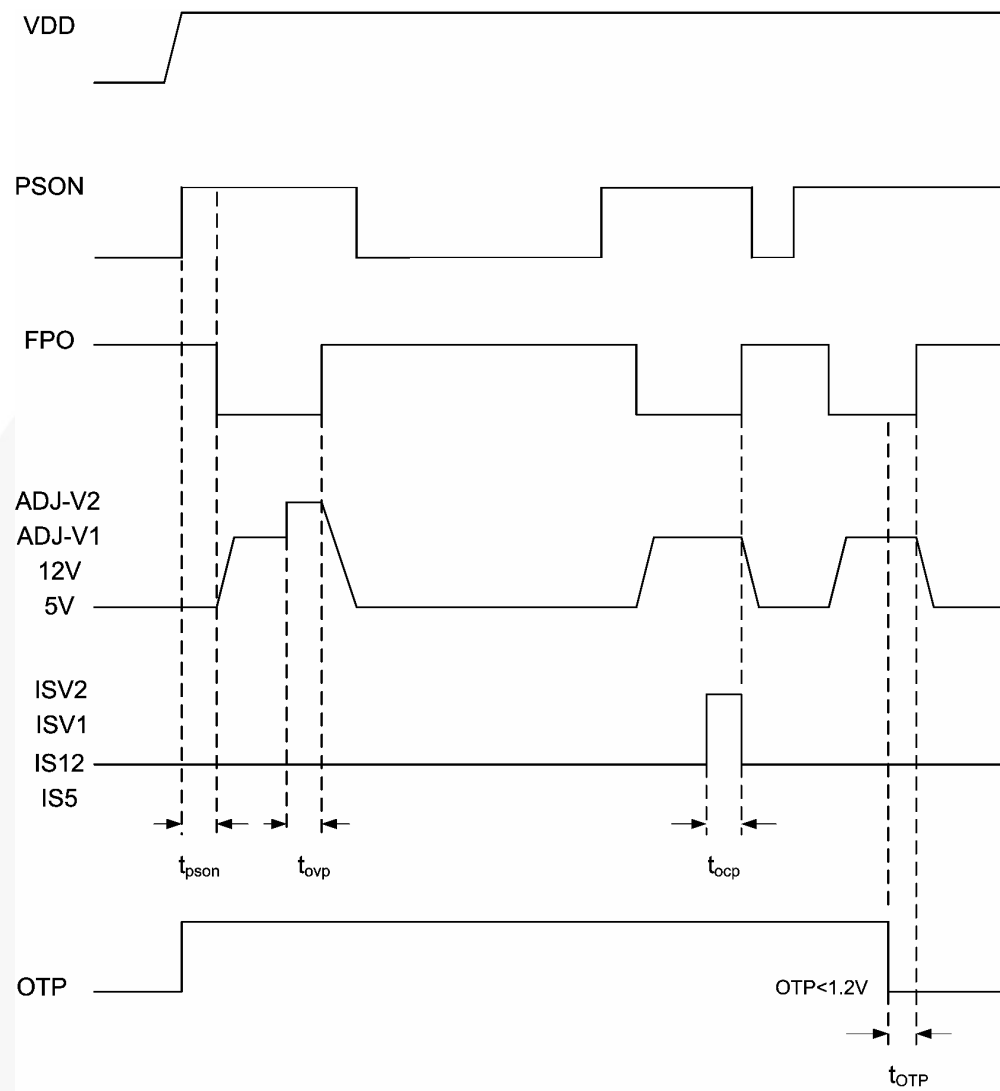 VDD
PSON
FPO
ADJ-V2
ADJ-V1
12V
5V
ISV2
ISV1
IS12
IS5
tpson
tovp
tocp
OTP
OTP<1.2V
tOTP